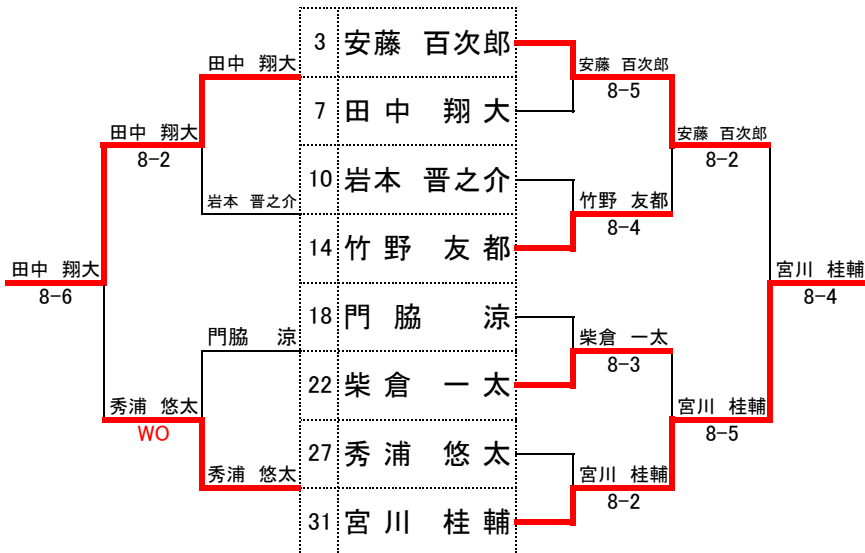 3 安藤 百次郎
7 田中 翔大
10 岩本 晋之介
14 竹野 友都
18 門脇 涼
22 柴倉 一太
27 秀浦 悠太
31 宮川 桂輔
田中 翔大
岩本 晋之介
門脇 涼
秀浦 悠太
田中 翔大
8-2
秀浦 悠太
WO
田中 翔大
8-6
安藤 百次郎
8-5
竹野 友都
8-4
柴倉 一太
8-3
宮川 桂輔
8-2
安藤 百次郎
8-2
宮川 桂輔
8-5
宮川 桂輔
8-4